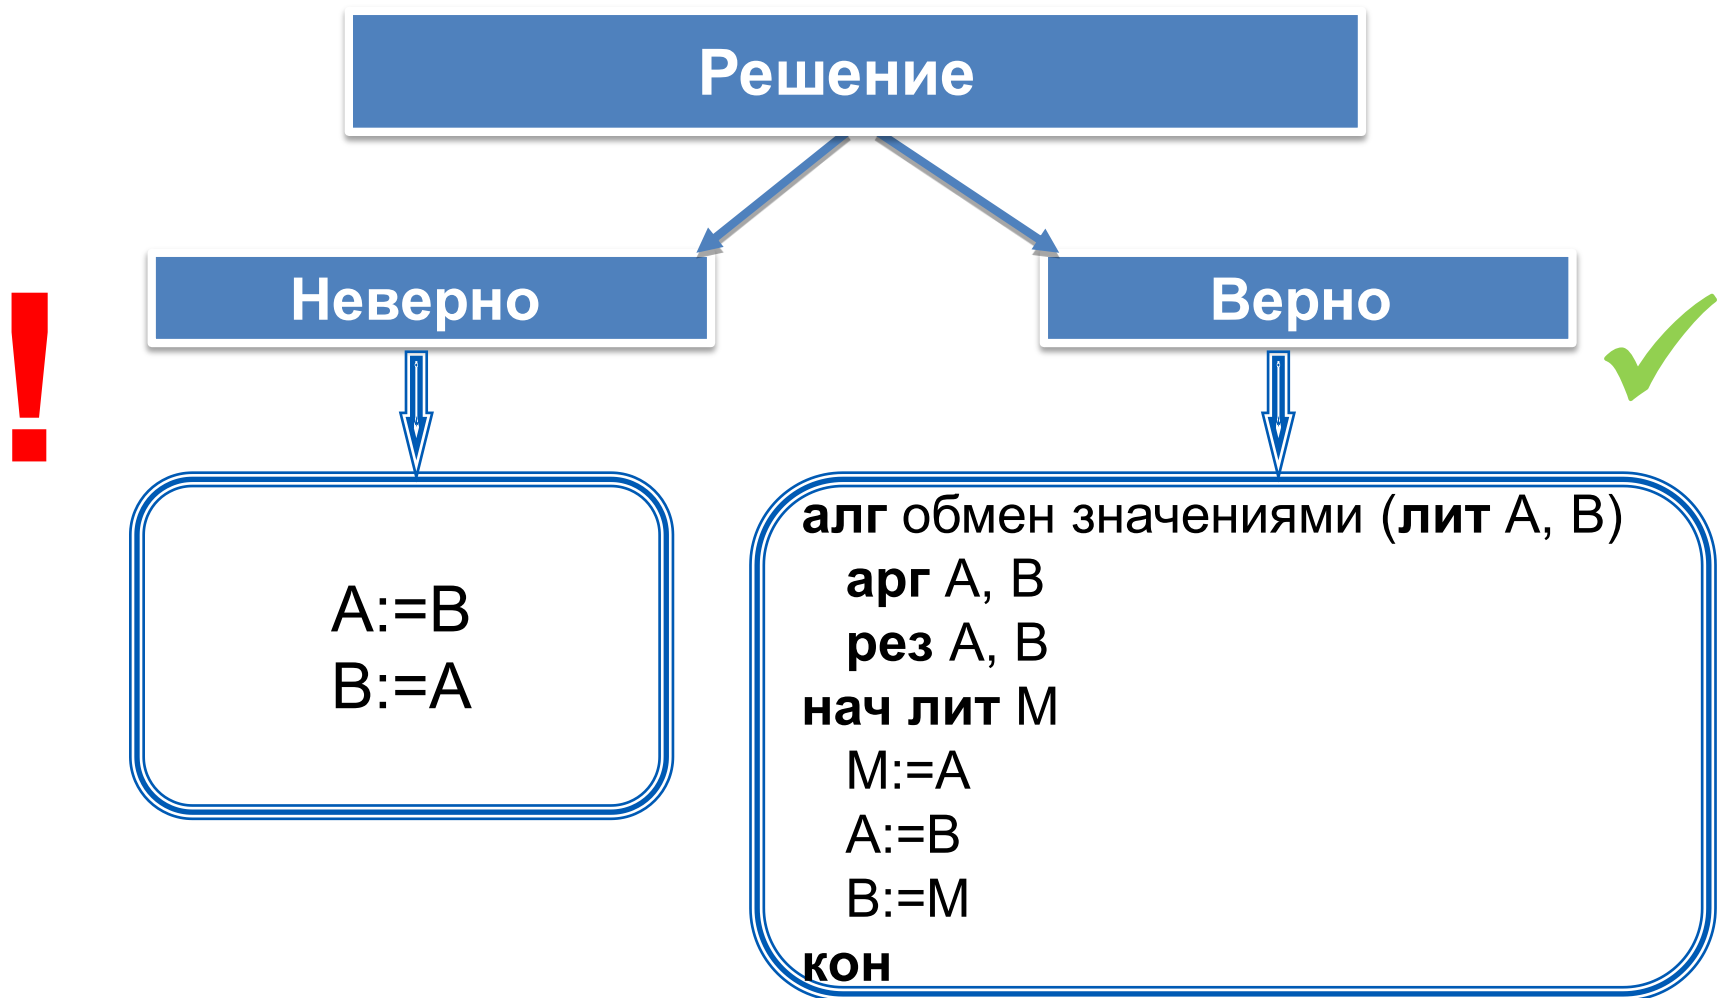 Решение
Неверно
Верно
!
A:=B
B:=A
алг обмен значениями (лит A, B)
арг A, B
рез A, B
нач лит M
M:=A
A:=B
B:=M
кон